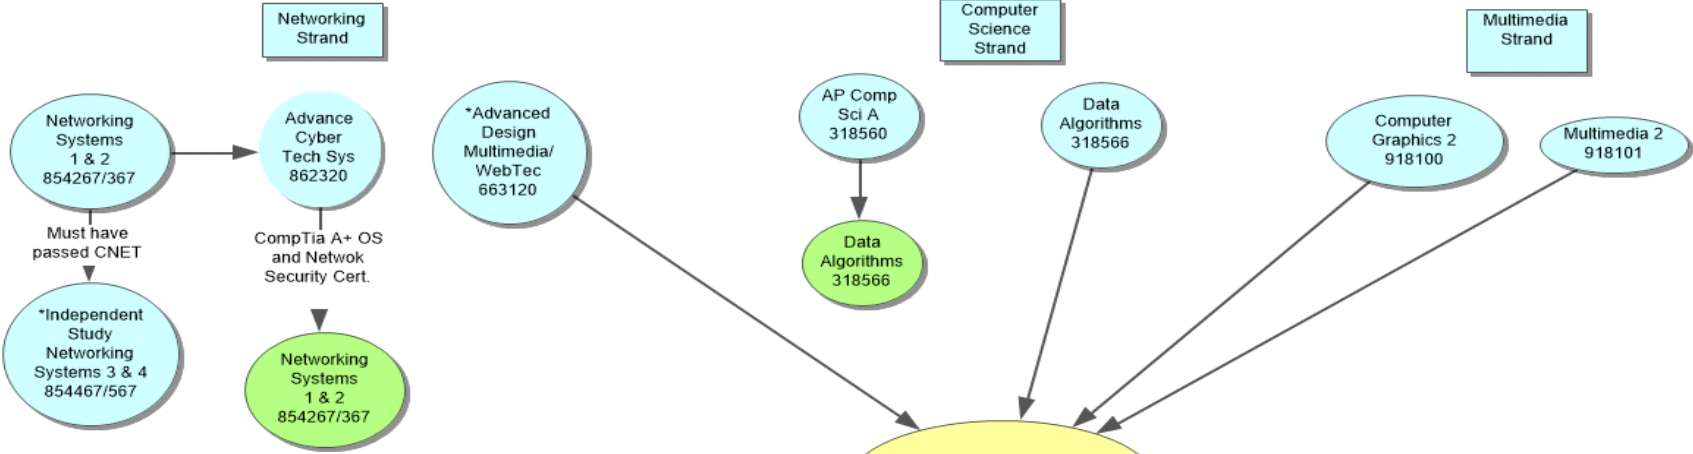 Networking
Strand
Computer
Science
Strand
Multimedia
Strand
Networking
Systems
1 & 2
854267/367
Advance
Cyber
Tech Sys
862320
*Advanced
Design
Multimedia/
WebTec
663120
AP Comp
Sci A
318560
Data
Algorithms
318566
Computer
Graphics 2
918100
Multimedia 2
918101
Must have
passed CNET
CompTia A+ OS
and Netwok
Security Cert.
Data
Algorithms
318566
*Independent
Study
Networking
Systems 3 & 4
854467/567
Networking
Systems
1 & 2
854267/367